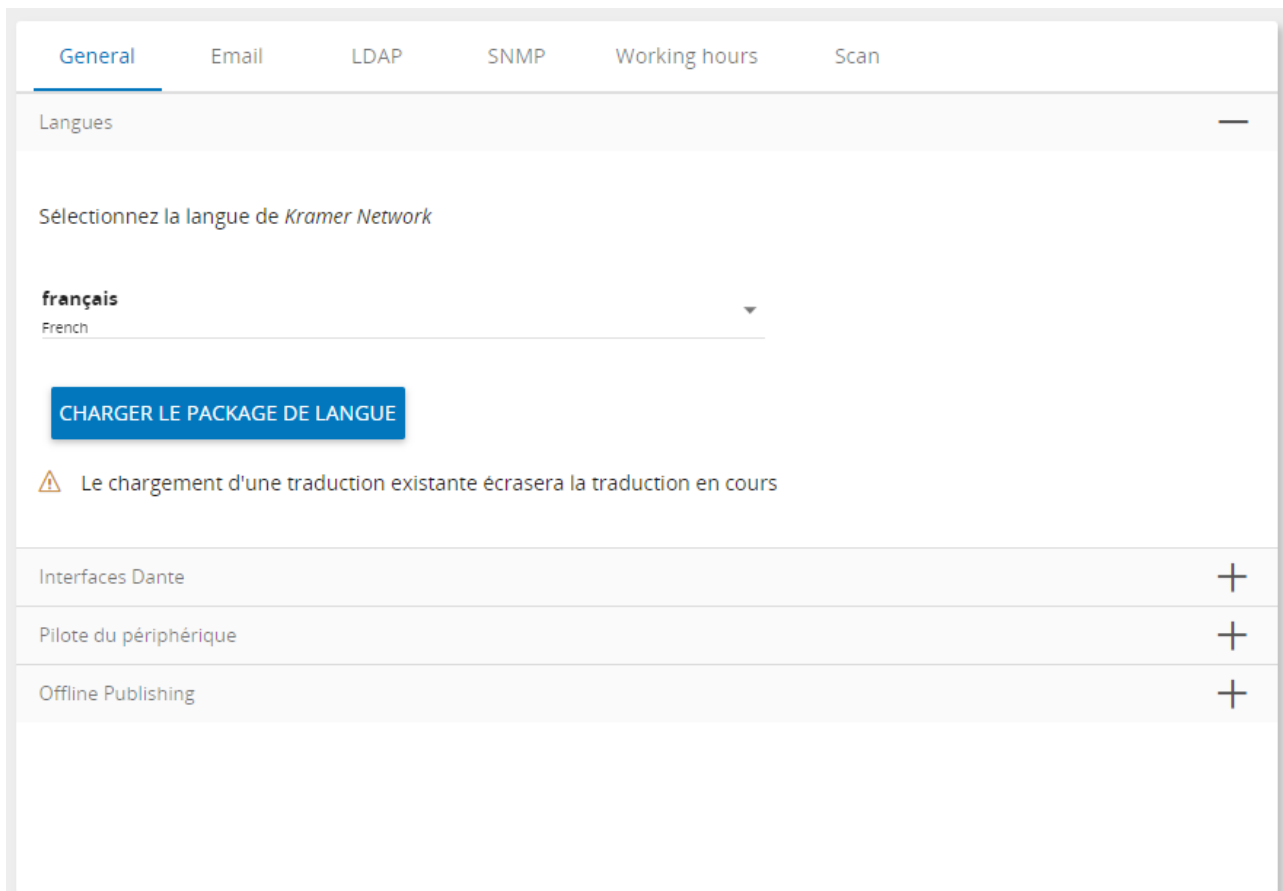 General Email LDAP SNMP Working hours Scan
Langues
Sélectionnez la langue de Kramer Network
français
French
CHARGER LE PACKAGE DE LANGUE
Le chargement d'une traduction existante écrasera la traduction en cours
Interfaces Dante
Pilote du périphérique
Offline Publishing